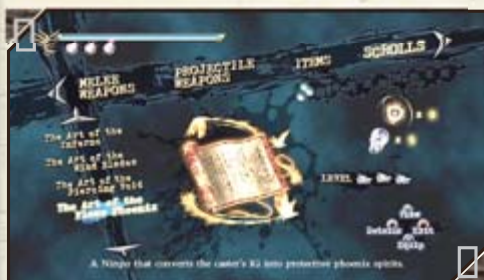 MELEE WEAPONS
PROJECTILE WEAPONS
ITEMS
SCROLLS
The Art of the Inferno
The Art of the Wind Blades
The Art of the Piercing Void
The Art of the Flame Phoenix
LEVEL
View
Details
Exit
Equip
A Ninpo that converts the caster's Ki into protective phoenix spirits.